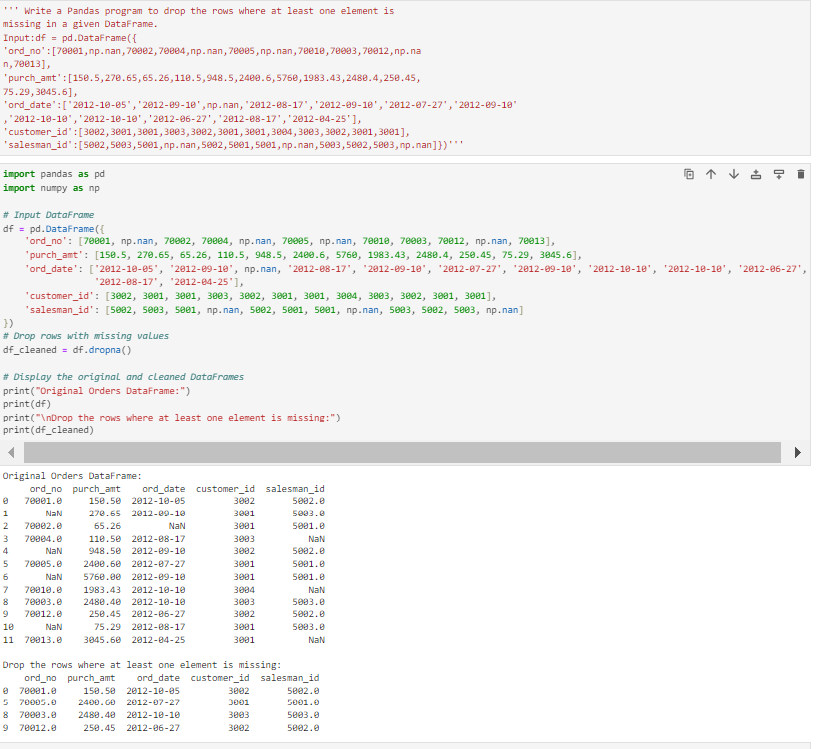 ''' Write a Pandas program to drop the rows where at least one element is
missing in a given DataFrame.
Input:df = pd.DataFrame({
'ord_no':[70001,np.nan,70002,70004,np.nan,70005,np.nan,70010,70003,70012,np.na
n,70013],
'purch_amt':[150.5,270.65,65.26,110.5,948.5,2400.6,5760,1983.43,2480.4,250.45,
75.29,3045.6],
'ord_date':['2012-10-05','2012-09-10',np.nan,'2012-08-17','2012-09-10','2012-07-27','2012-09-10'
,'2012-10-10','2012-10-10','2012-06-27','2012-08-17','2012-04-25'],
'customer_id':[3002,3001,3001,3003,3002,3001,3001,3004,3003,3002,3001,3001],
'salesman_id':[5002,5003,5001,np.nan,5002,5001,5001,np.nan,5003,5002,5003,np.nan]})'''
import pandas as pd
import numpy as np
# Input DataFrame
df = pd.DataFrame({
    'ord_no': [70001, np.nan, 70002, 70004, np.nan, 70005, np.nan, 70010, 70003, 70012, np.nan, 70013],
    'purch_amt': [150.5, 270.65, 65.26, 110.5, 948.5, 2400.6, 5760, 1983.43, 2480.4, 250.45, 75.29, 3045.6],
    'ord_date': ['2012-10-05', '2012-09-10', np.nan, '2012-08-17', '2012-09-10', '2012-07-27', '2012-09-10', '2012-10-10', '2012-10-10', '2012-06-27',
                '2012-08-17', '2012-04-25'],
    'customer_id': [3002, 3001, 3001, 3003, 3002, 3001, 3001, 3004, 3003, 3002, 3001, 3001],
    'salesman_id': [5002, 5003, 5001, np.nan, 5002, 5001, 5001, np.nan, 5003, 5002, 5003, np.nan]
})
# Drop rows with missing values
df_cleaned = df.dropna()
# Display the original and cleaned DataFrames
print("Original Orders DataFrame:")
print(df)
print("\nDrop the rows where at least one element is missing:")
print(df_cleaned)
Original Orders DataFrame:
     ord_no  purch_amt    ord_date  customer_id  salesman_id
0   70001.0     150.50  2012-10-05         3002       5002.0
1       NaN     270.65  2012-09-10         3001       5003.0
2   70002.0      65.26         NaN         3001       5001.0
3   70004.0     110.50  2012-08-17         3003          NaN
4       NaN     948.50  2012-09-10         3002       5002.0
5   70005.0    2400.60  2012-07-27         3001       5001.0
6       NaN    5760.00  2012-09-10         3001       5001.0
7   70010.0    1983.43  2012-10-10         3004          NaN
8   70003.0    2480.40  2012-10-10         3003       5003.0
9   70012.0     250.45  2012-06-27         3002       5002.0
10      NaN      75.29  2012-08-17         3001       5003.0
11  70013.0    3045.60  2012-04-25         3001          NaN
Drop the rows where at least one element is missing:
    ord_no  purch_amt    ord_date  customer_id  salesman_id
0  70001.0     150.50  2012-10-05         3002       5002.0
5  70005.0    2400.60  2012-07-27         3001       5001.0
8  70003.0    2480.40  2012-10-10         3003       5003.0
9  70012.0     250.45  2012-06-27         3002       5002.0